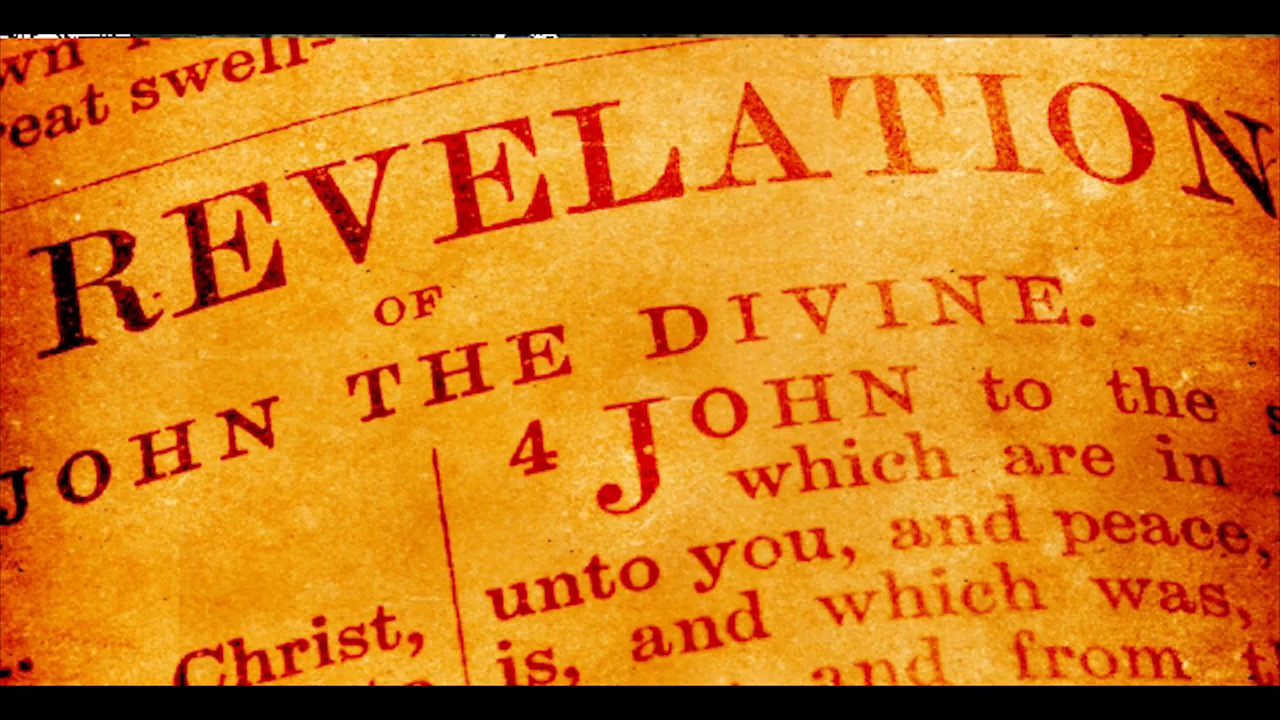 great swell-
REVELATION
OF
JOHN THE DIVINE.
4 JOHN to the
which are in
unto you, and peace,
is, and which was,
and from
Christ,